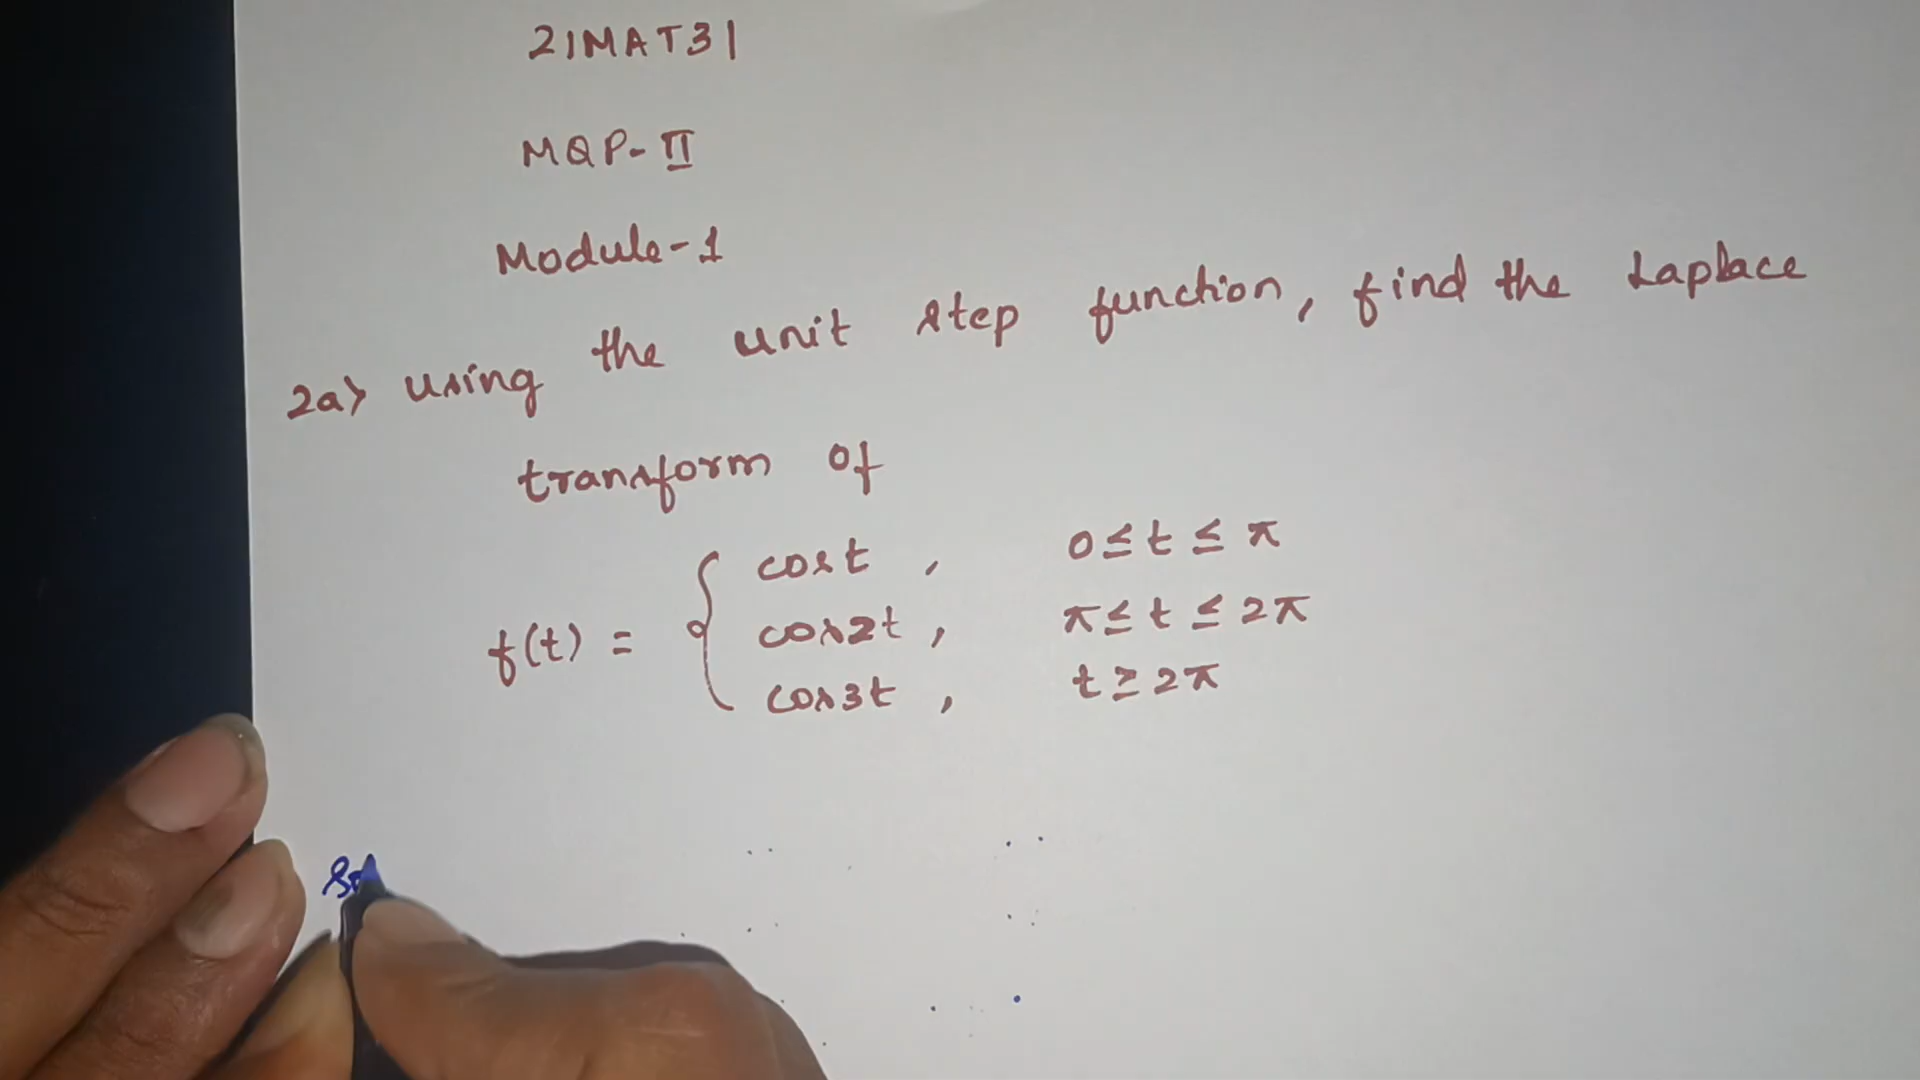 21MAT31
MQP-II
Module-1
2a> using the unit step function, find the Laplace
transform of
f(t) = { cost , 0 ≤ t ≤ π
cos2t , π ≤ t ≤ 2π
cos3t , t ≥ 2π